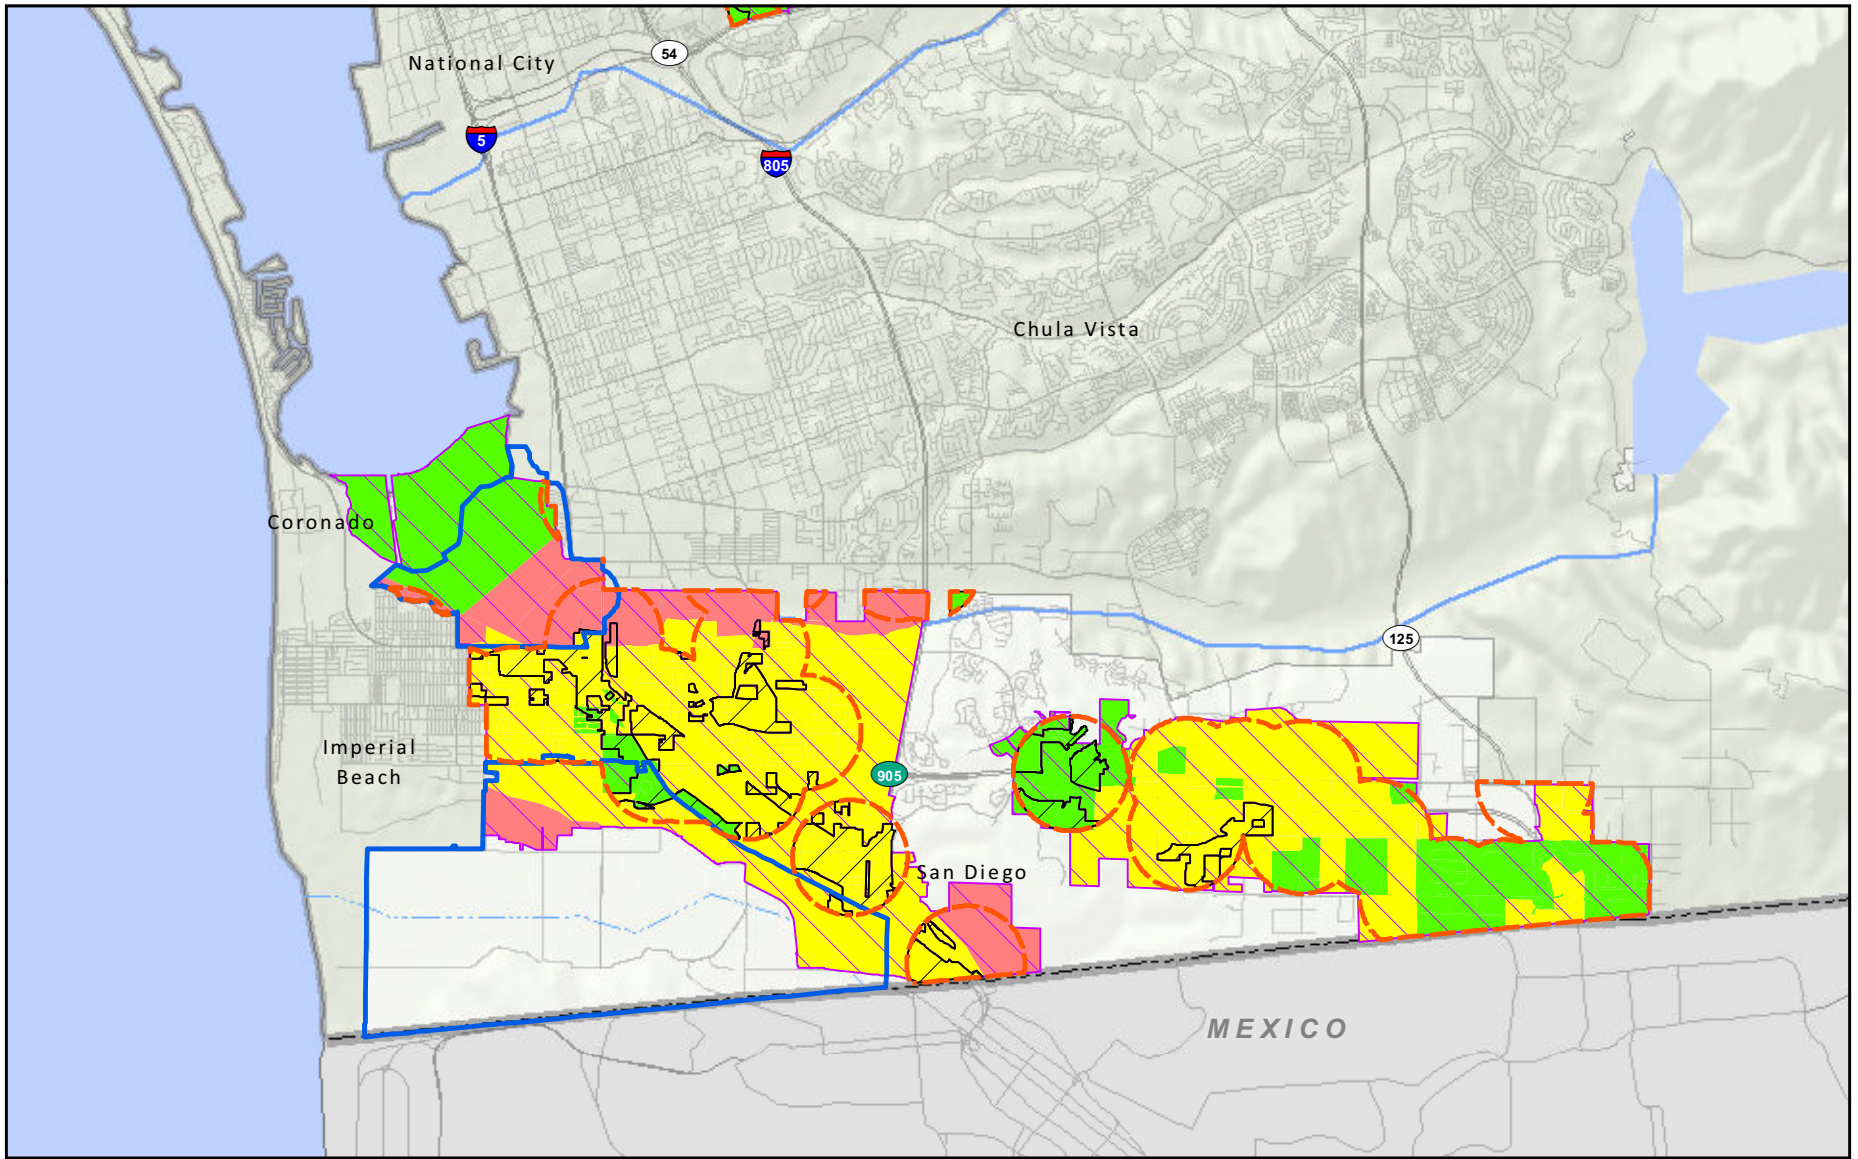 54
National City
5
805
Chula Vista
Coronado
125
Imperial
Beach
905
San Diego
MEXICO